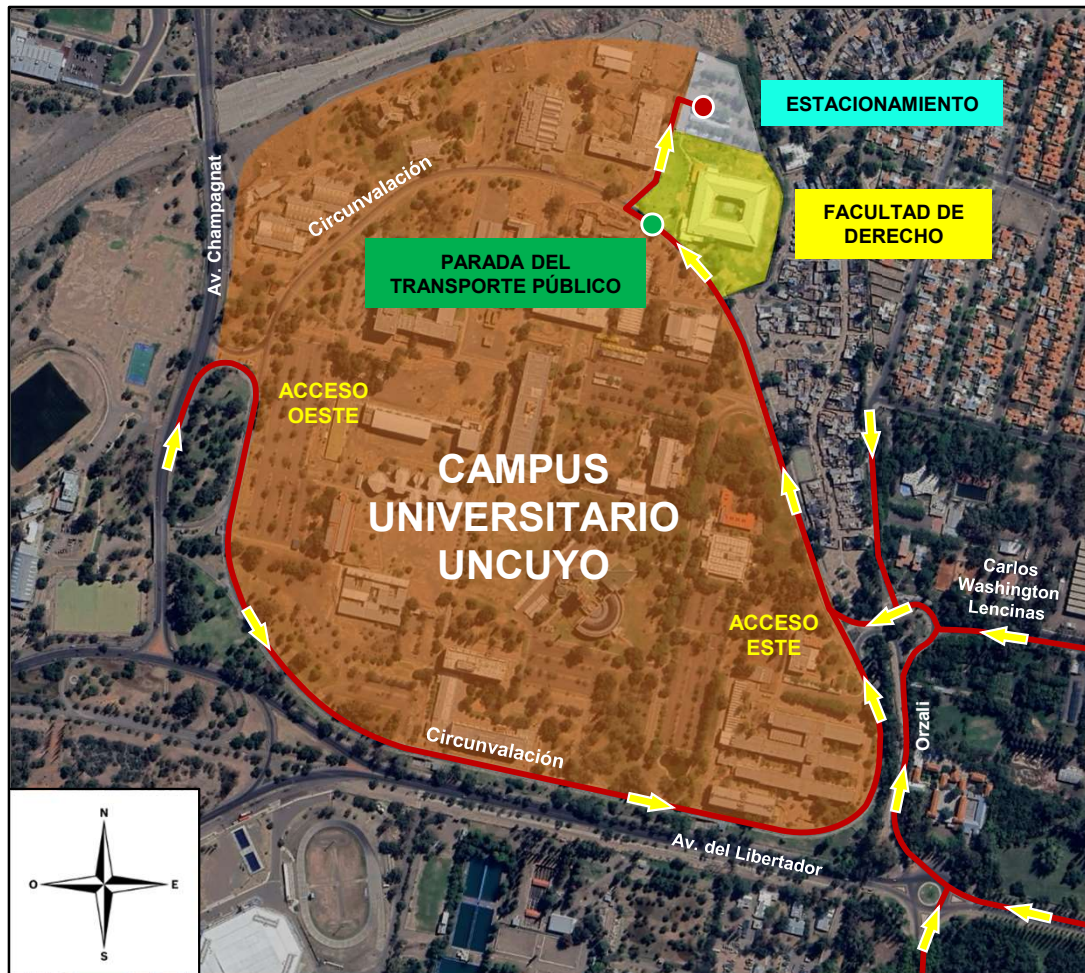 ESTACIONAMIENTO
FACULTAD DE
DERECHO
Av. Champagnat
Circunvalación
PARADA DEL
TRANSPORTE PÚBLICO
ACCESO
OESTE
CAMPUS
UNIVERSITARIO
UNCUYO
Carlos
Washington
Lencinas
ACCESO
ESTE
Orzali
Circunvalación
Av. del Libertador
N
O
E
S